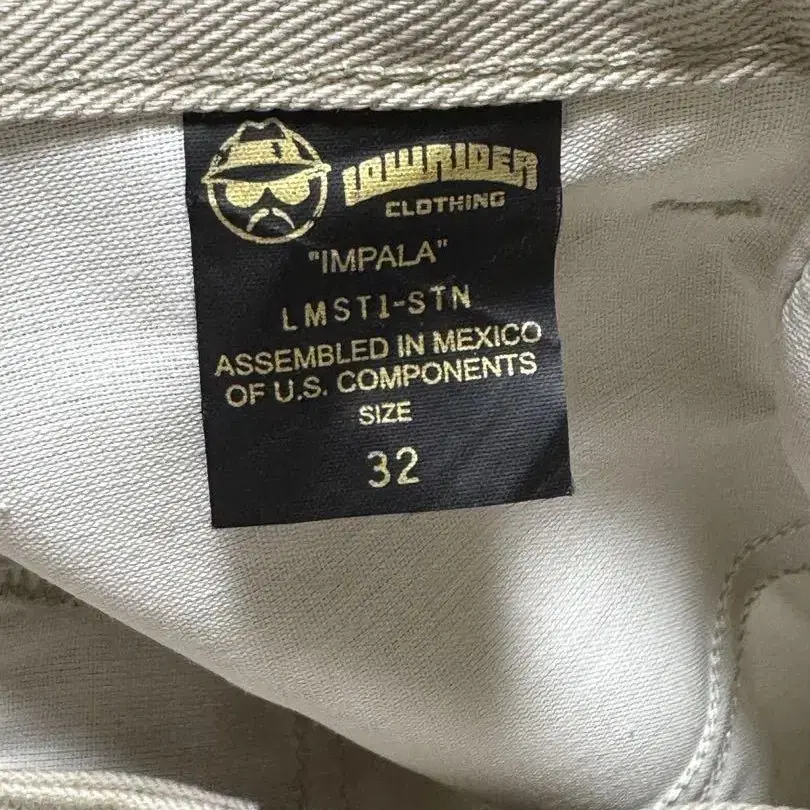 LOWRIDER
CLOTHING
"IMPALA"
LMST1-STN
ASSEMBLED IN MEXICO
OF U.S. COMPONENTS
SIZE
32